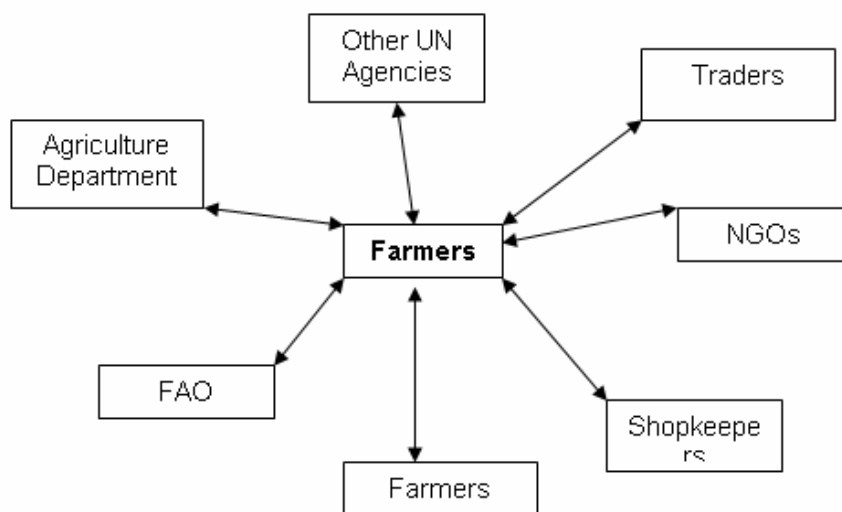 Other UN
Agencies
Traders
Agriculture
Department
NGOs
Farmers
FAO
Shopkeepe
rs
Farmers